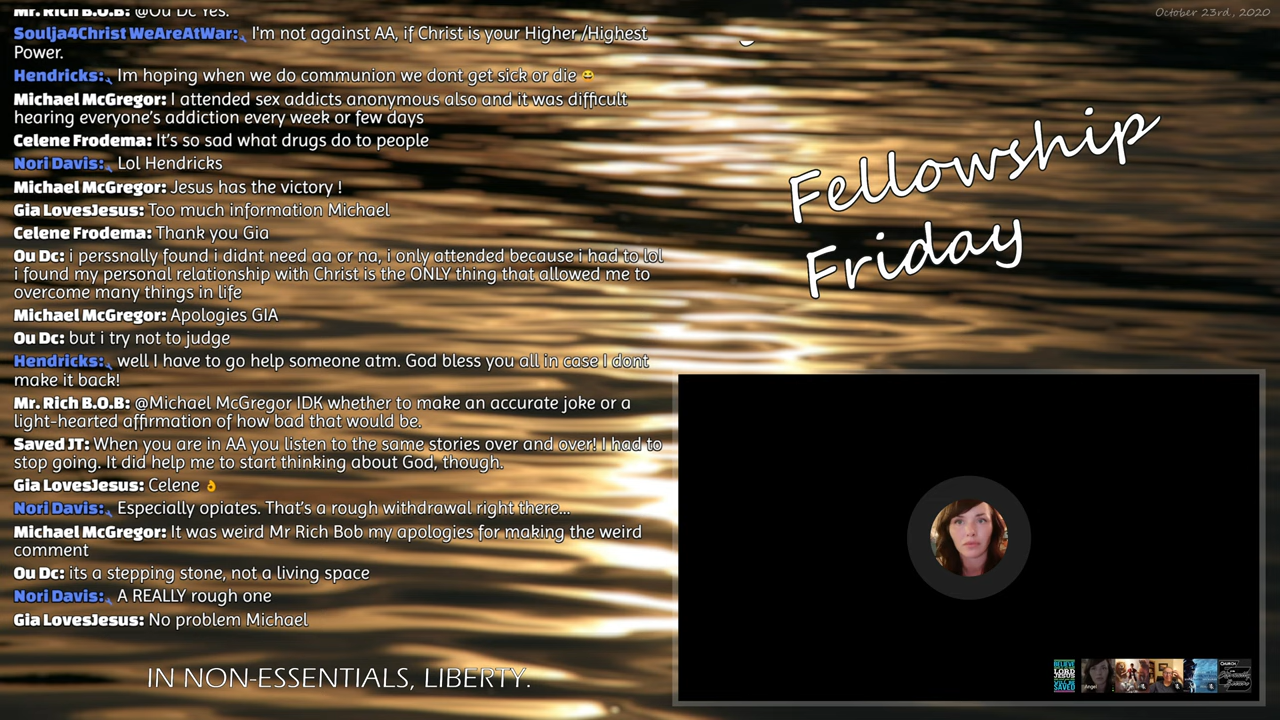 Mr. Rich B.O.B: @Ou Dc Yes.
October 23rd, 2020
Soulja4Christ WeAreAtWar: I'm not against AA, if Christ is your Higher /Highest
Power.
Hendricks: Im hoping when we do communion we dont get sick or die 😄
Michael McGregor: I attended sex addicts anonymous also and it was difficult
hearing everyone's addiction every week or few days
Celene Frodema: It's so sad what drugs do to people
Nori Davis: Lol Hendricks
Michael McGregor: Jesus has the victory !
Gia LovesJesus: Too much information Michael
Celene Frodema: Thank you Gia
Ou Dc: i perssnally found i didnt need aa or na, i only attended because i had to lol
i found my personal relationship with Christ is the ONLY thing that allowed me to
overcome many things in life
Michael McGregor: Apologies GIA
Ou Dc: but i try not to judge
Hendricks: well I have to go help someone atm. God bless you all in case I dont
make it back!
Mr. Rich B.O.B: @Michael McGregor IDK whether to make an accurate joke or a
light-hearted affirmation of how bad that would be.
Saved JT: When you are in AA you listen to the same stories over and over! I had to
stop going. It did help me to start thinking about God, though.
Gia LovesJesus: Celene 👌
Nori Davis: Especially opiates. That's a rough withdrawal right there...
Michael McGregor: It was weird Mr Rich Bob my apologies for making the weird
comment
Ou Dc: its a stepping stone, not a living space
Nori Davis: A REALLY rough one
Gia LovesJesus: No problem Michael
IN NON-ESSENTIALS, LIBERTY.
Fellowship
Friday
BELIEVE
LORD
JESUS
SAVED
Angel
CHURCH